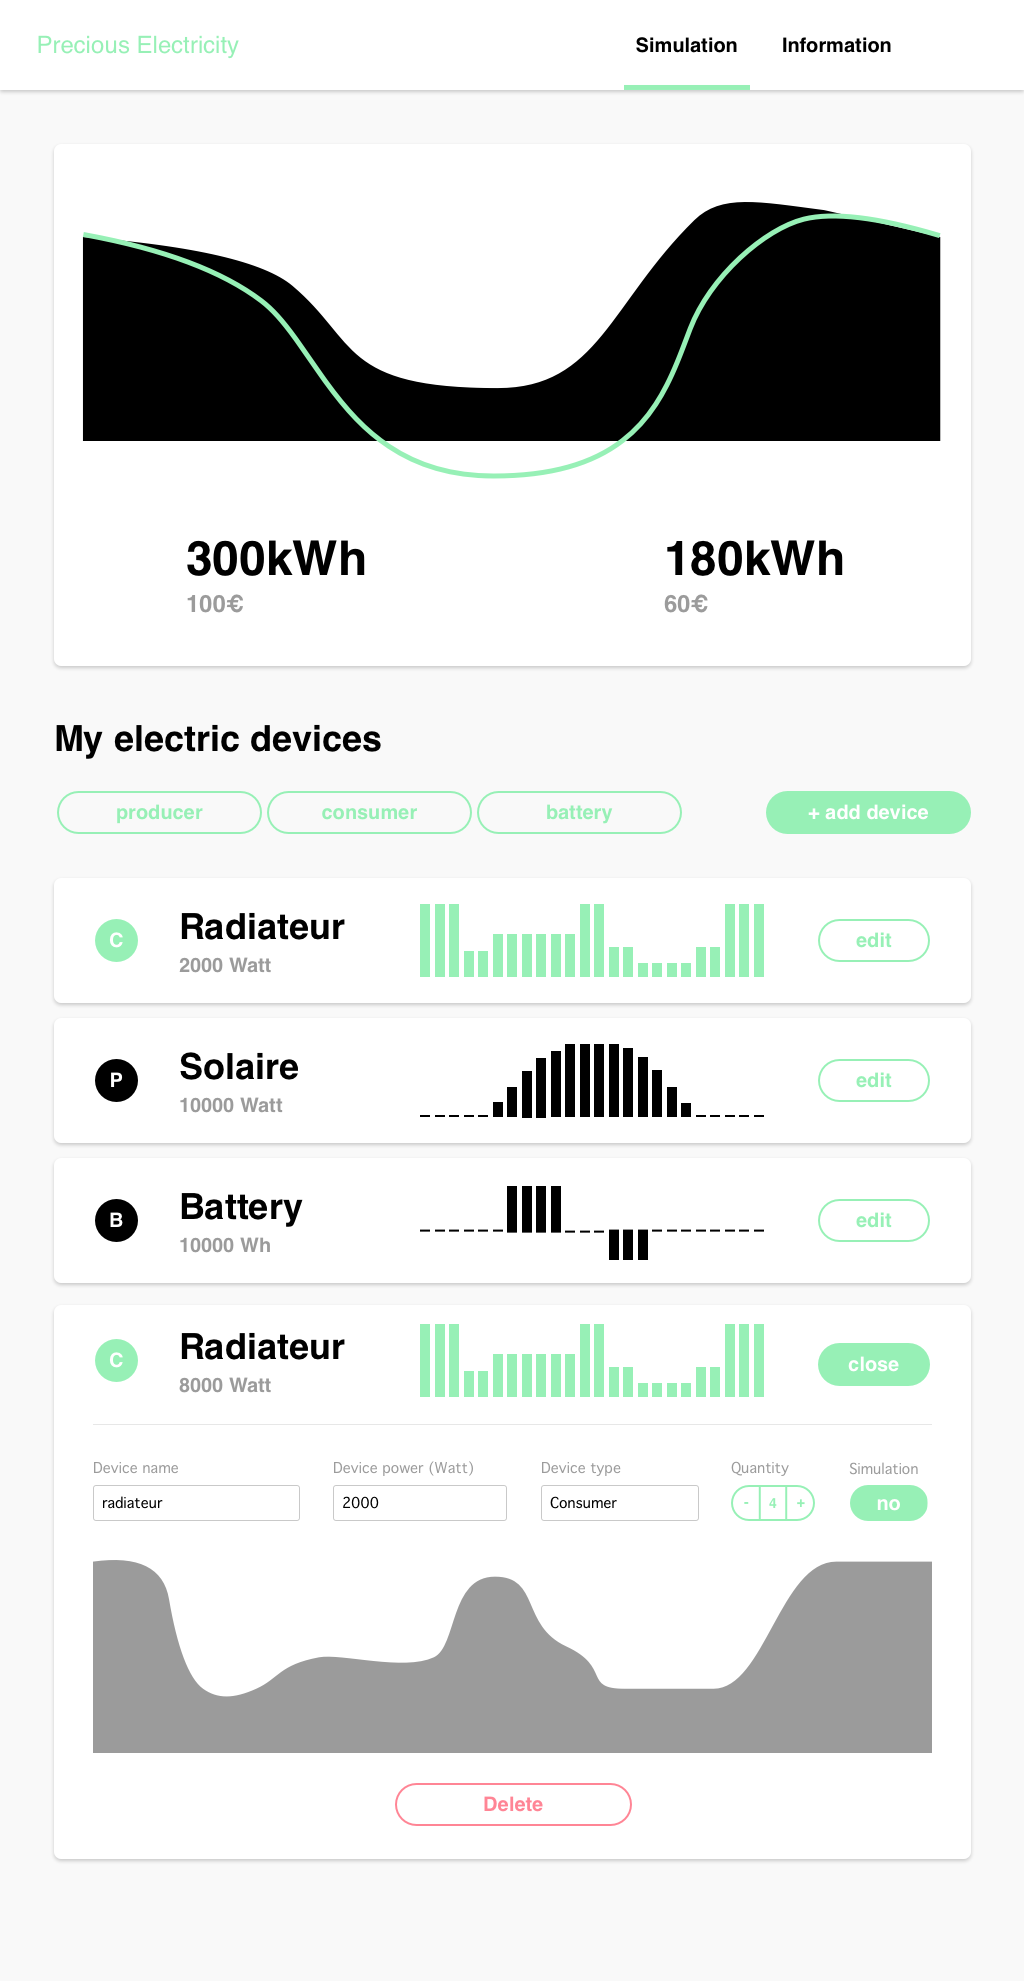 Precious Electricity
Simulation Information
300kWh 180kWh
100€ 60€
My electric devices
producer consumer battery + add device
C Radiateur edit
2000 Watt
P Solaire edit
10000 Watt
B Battery edit
10000 Wh
C Radiateur close
8000 Watt
Device name Device power (Watt) Device type Quantity Simulation
radiateur 2000 Consumer - 4 + no
Delete